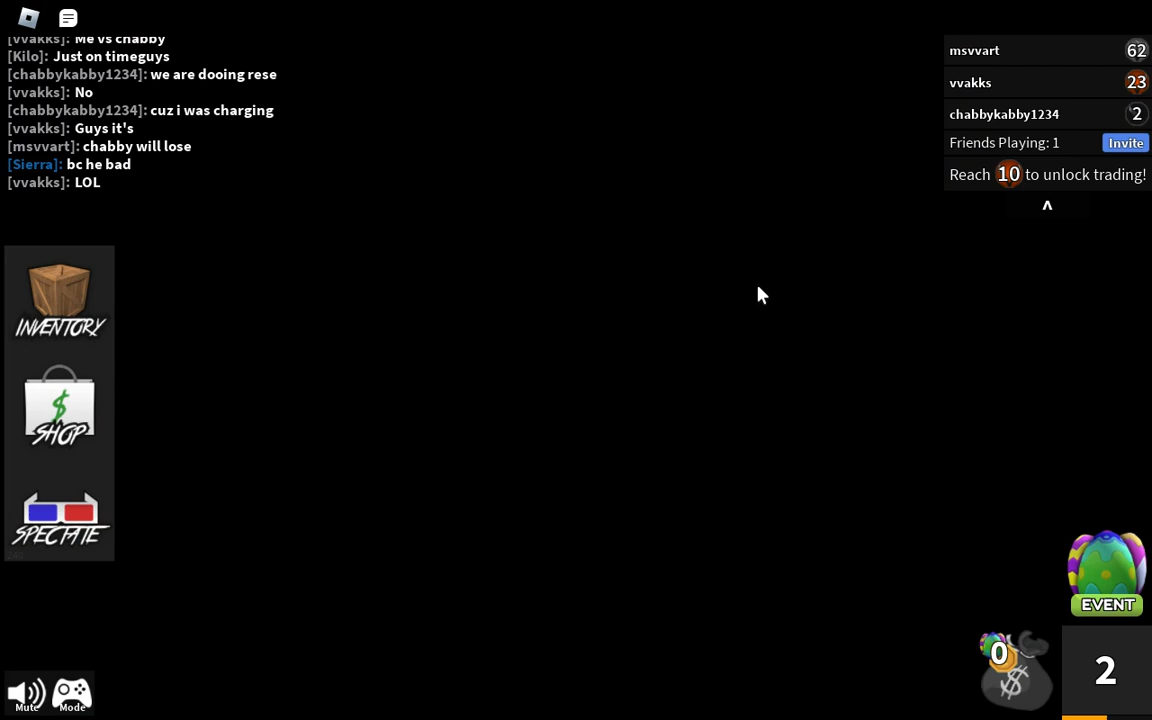 [vvakks]: Me vs chabby
[Kilo]: Just on timeguys
[chabbykabby1234]: we are dooing rese
[vvakks]: No
[chabbykabby1234]: cuz i was charging
[vvakks]: Guys it's
[msvvart]: chabby will lose
[Sierra]: bc he bad
[vvakks]: LOL
msvvart 62
vvakks 23
chabbykabby1234 2
Friends Playing: 1 Invite
Reach 10 to unlock trading!
INVENTORY
$
SHOP
SPECTATE
240
EVENT
0
$
2
Mute Mode